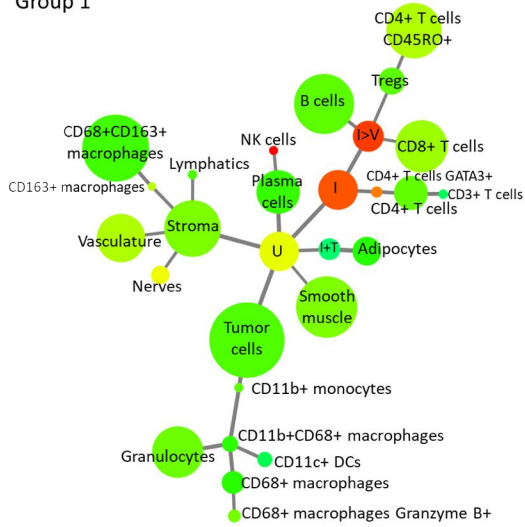 Group 1
CD4+ T cells
CD45RO+
Tregs
B cells
I>V
CD8+ T cells
NK cells
CD68+CD163+
macrophages
Lymphatics
CD163+ macrophages
Plasma
cells
I
CD4+ T cells GATA3+
CD3+ T cells
CD4+ T cells
Stroma
Vasculature
U
I+T
Adipocytes
Nerves
Smooth
muscle
Tumor
cells
CD11b+ monocytes
CD11b+CD68+ macrophages
Granulocytes
CD11c+ DCs
CD68+ macrophages
CD68+ macrophages Granzyme B+